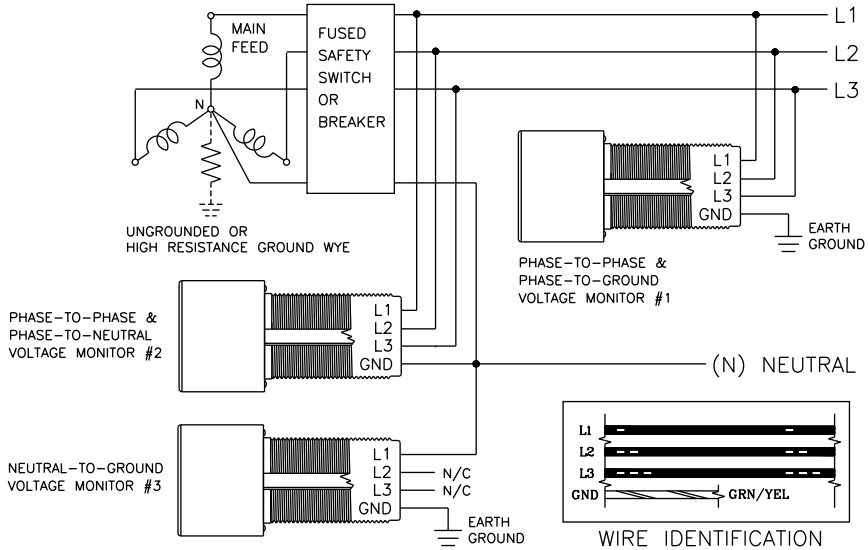 MAIN
FEED
FUSED
SAFETY
SWITCH
OR
BREAKER
L1
L2
L3
N
UNGROUNDED OR
HIGH RESISTANCE GROUND WYE
L1
L2
L3
GND
EARTH
GROUND
PHASE-TO-PHASE &
PHASE-TO-GROUND
VOLTAGE MONITOR #1
PHASE-TO-PHASE &
PHASE-TO-NEUTRAL
VOLTAGE MONITOR #2
L1
L2
L3
GND
(N) NEUTRAL
NEUTRAL-TO-GROUND
VOLTAGE MONITOR #3
L1
L2 N/C
L3 N/C
GND
EARTH
GROUND
L1
L2
L3
GND GRN/YEL
WIRE IDENTIFICATION